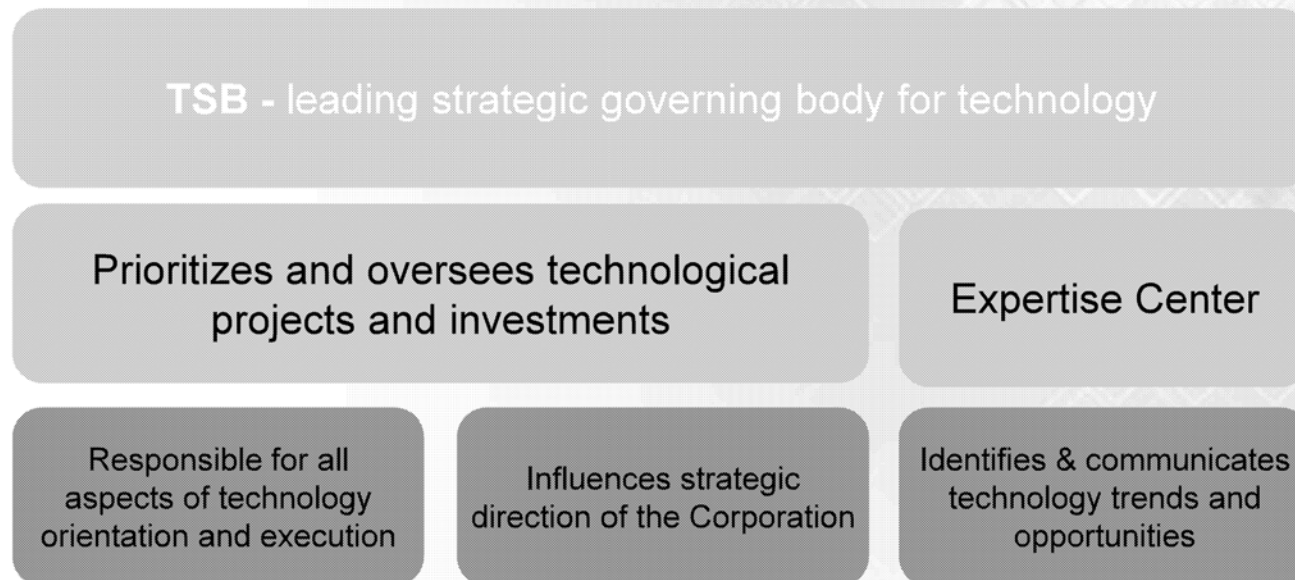 TSB - leading strategic governing body for technology
Prioritizes and oversees technological
projects and investments
Expertise Center
Responsible for all
aspects of technology
orientation and execution
Influences strategic
direction of the Corporation
Identifies & communicates
technology trends and
opportunities